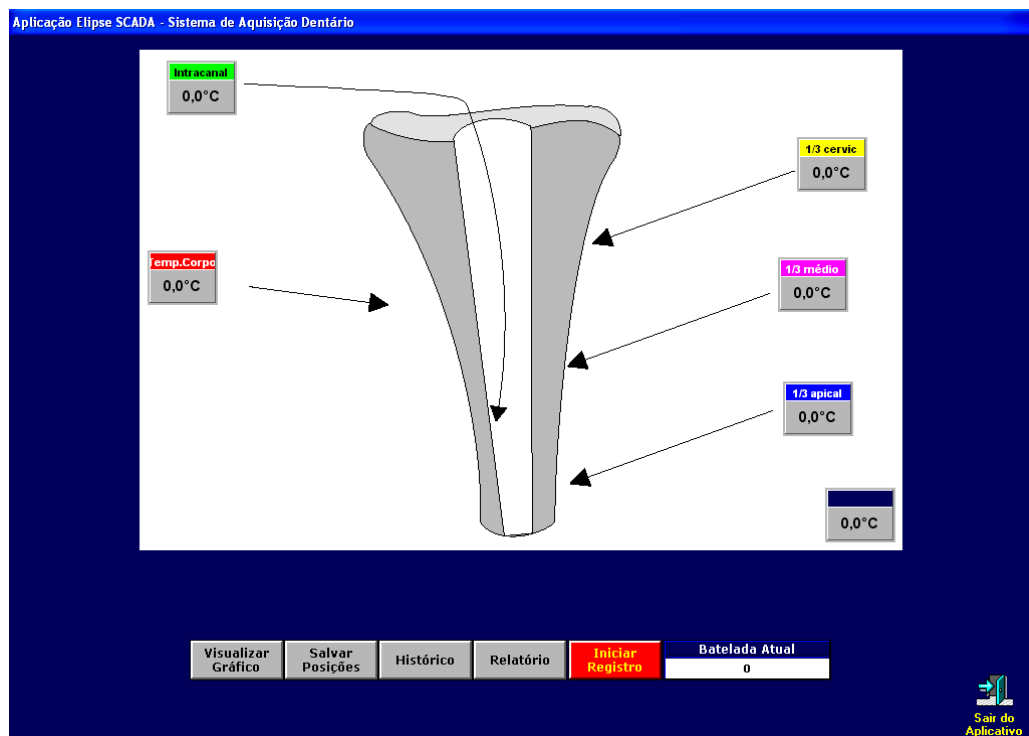 Aplicação Elipse SCADA - Sistema de Aquisição Dentário
Intracanal
0,0°C
1/3 cervic
0,0°C
Temp.Corpo
0,0°C
1/3 médio
0,0°C
1/3 apical
0,0°C
0,0°C
Visualizar
Gráfico
Salvar
Posições
Histórico
Relatório
Iniciar
Registro
Batelada Atual
0
Sair do
Aplicativo